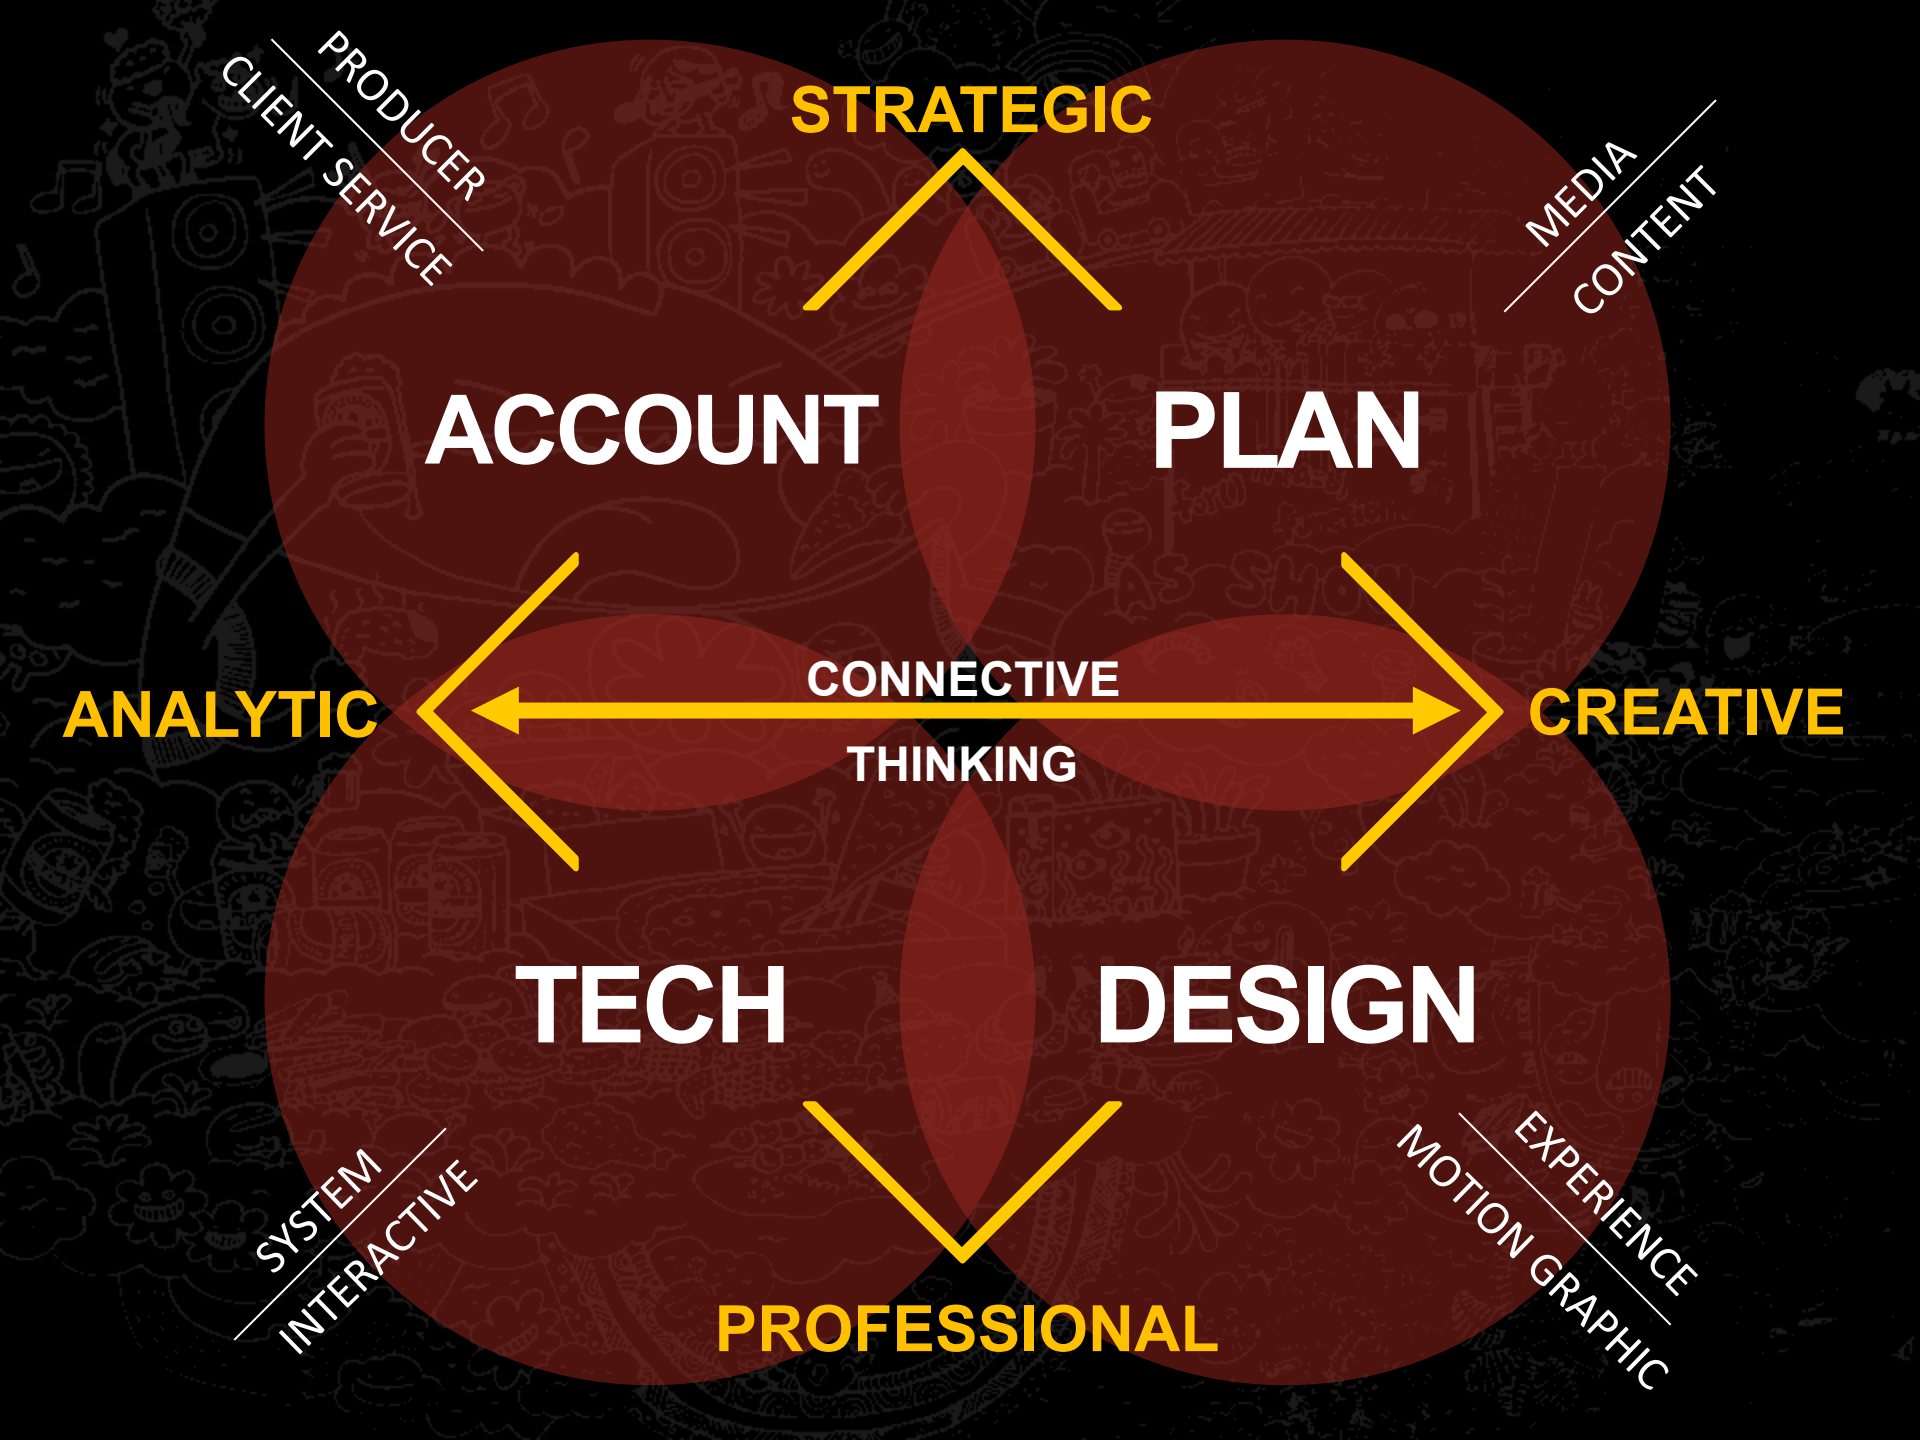 PRODUCER
CLIENT SERVICE
STRATEGIC
MEDIA
CONTENT
ACCOUNT
PLAN
ANALYTIC
CONNECTIVE
THINKING
CREATIVE
TECH
DESIGN
SYSTEM
INTERACTIVE
EXPERIENCE
MOTION GRAPHIC
PROFESSIONAL